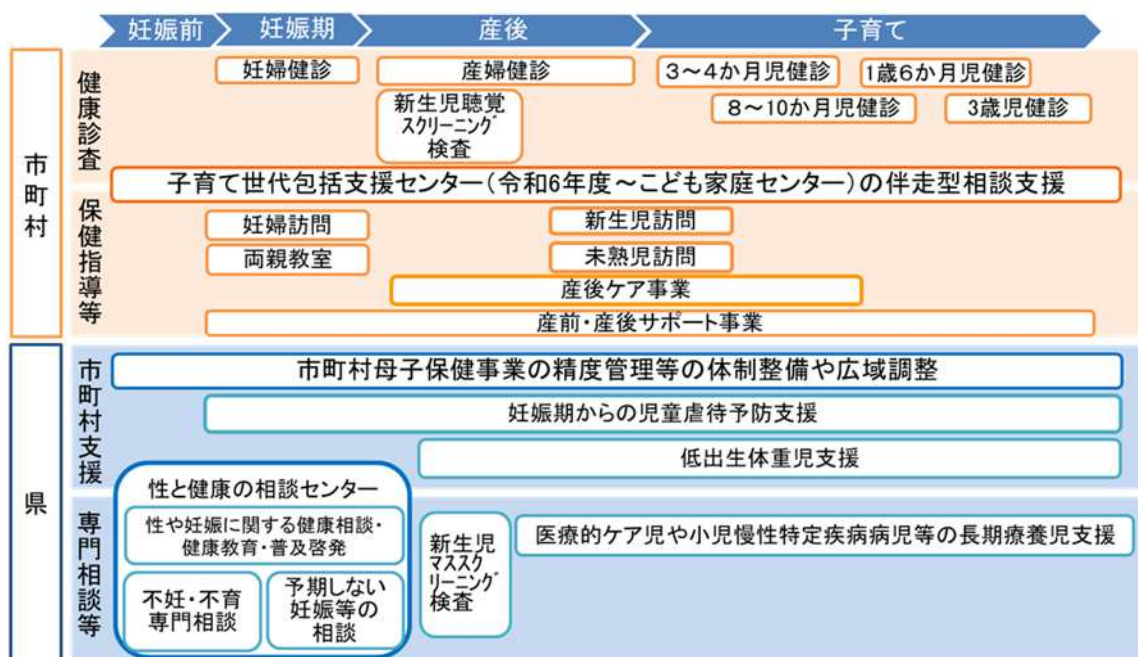 妊娠前
妊娠期
産後
子育て
市町村
健康診査
妊婦健診
産婦健診
3～4か月児健診
1歳6か月児健診
新生児聴覚
スクリーニング
検査
8～10か月児健診
3歳児健診
子育て世代包括支援センター(令和6年度～こども家庭センター)の伴走型相談支援
保健指導等
妊婦訪問
新生児訪問
両親教室
未熟児訪問
産後ケア事業
産前・産後サポート事業
県
市町村支援
市町村母子保健事業の精度管理等の体制整備や広域調整
妊娠期からの児童虐待予防支援
低出生体重児支援
専門相談等
性と健康の相談センター
性や妊娠に関する健康相談・
健康教育・普及啓発
不妊・不育
専門相談
予期しない
妊娠等の
相談
新生児
マススク
リーニング
検査
医療的ケア児や小児慢性特定疾病病児等の長期療養児支援